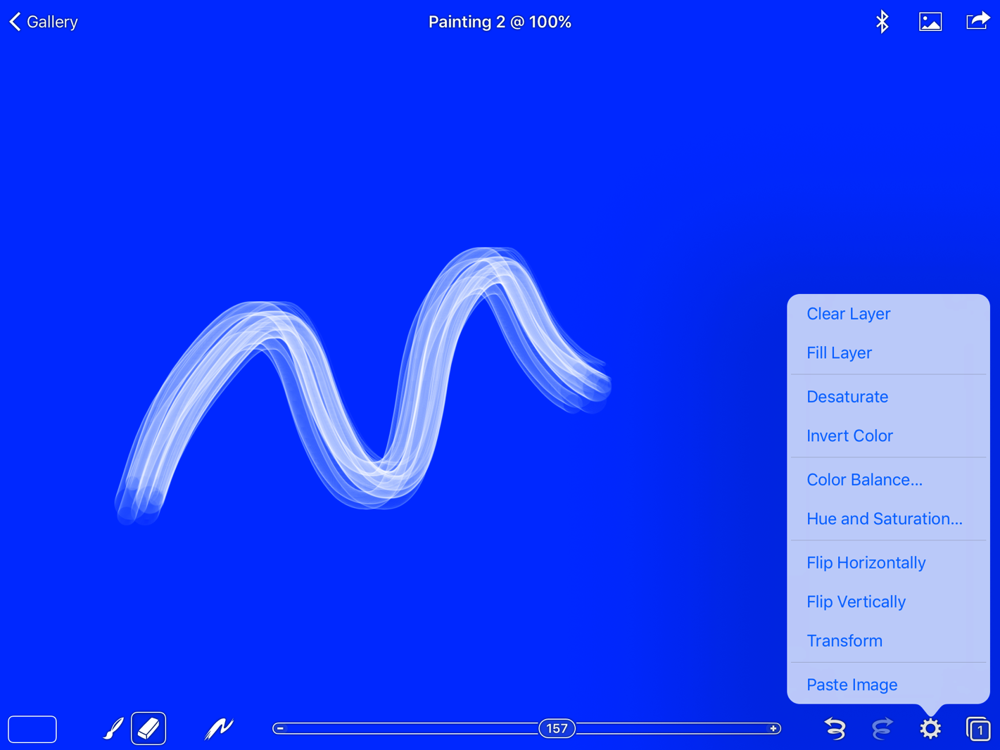 Gallery
Painting 2 @ 100%
Clear Layer
Fill Layer
Desaturate
Invert Color
Color Balance...
Hue and Saturation...
Flip Horizontally
Flip Vertically
Transform
Paste Image
157
1